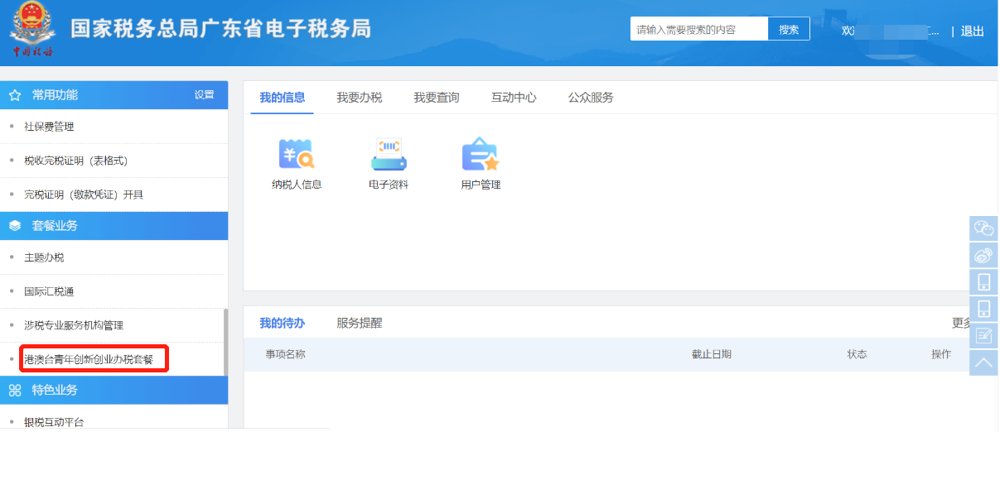 国家税务总局广东省电子税务局
中国税务
请输入需要搜索的内容
搜索
欢
...
|
退出
常用功能
设置
社保费管理
税收完税证明（表格式）
完税证明（缴款凭证）开具
套餐业务
主题办税
国际汇税通
涉税专业服务机构管理
港澳台青年创新创业办税套餐
特色业务
银税互动平台
我的信息 我要办税 我要查询 互动中心 公众服务
纳税人信息 电子资料 用户管理
我的待办 服务提醒
更多
事项名称 截止日期 状态 操作